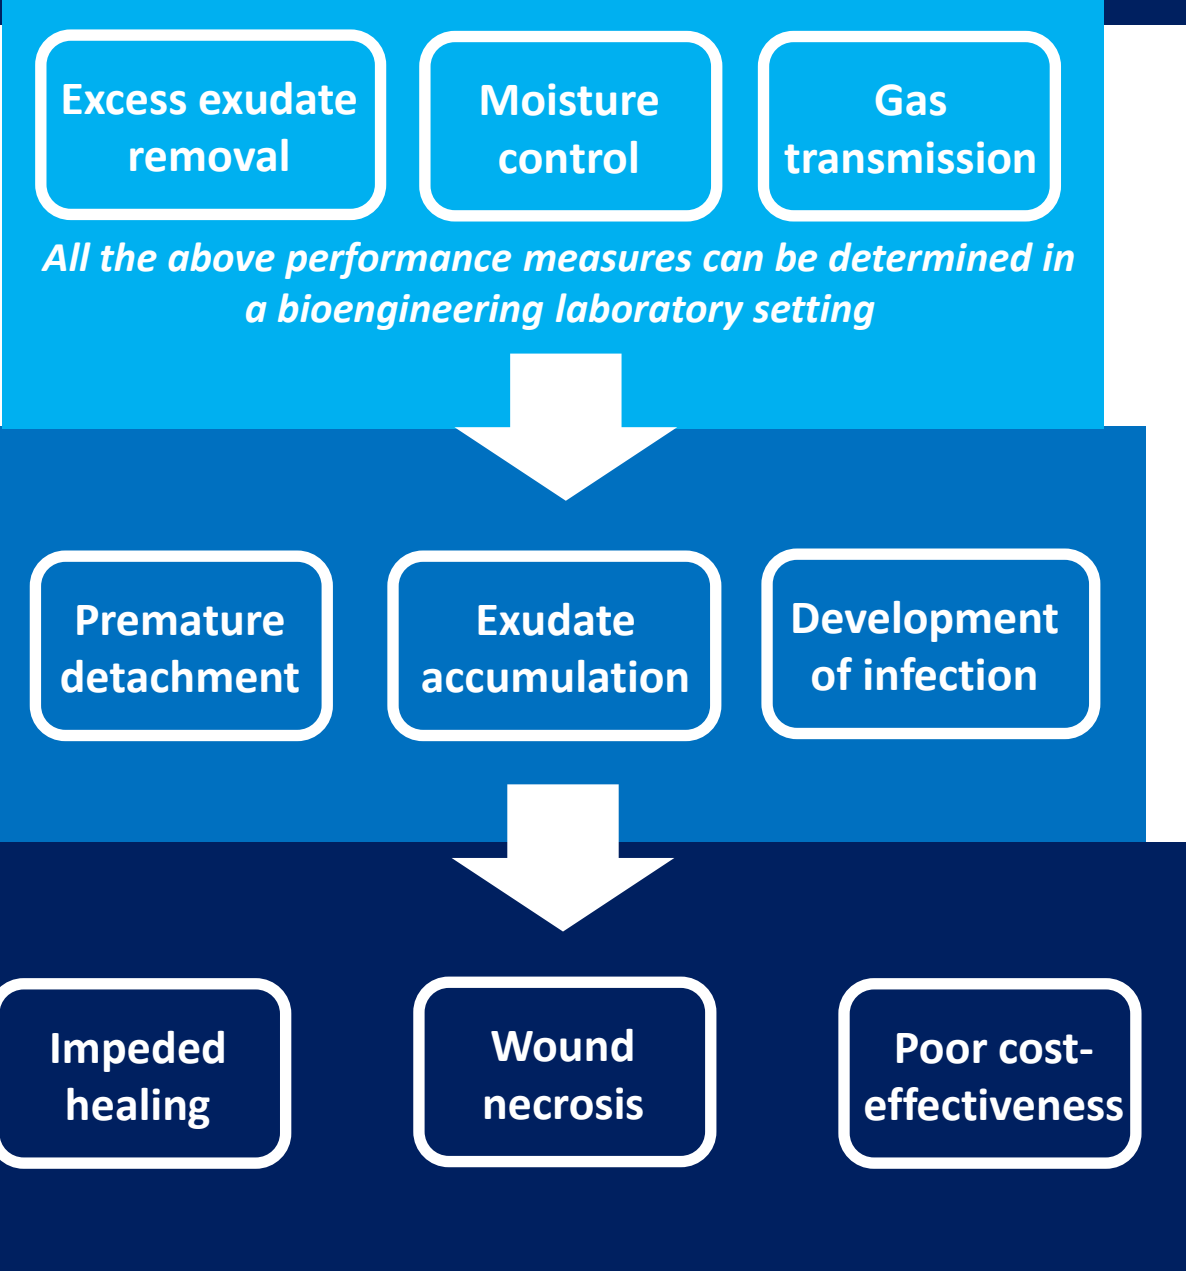 Excess exudate
removal
Moisture
control
Gas
transmission
All the above performance measures can be determined in
a bioengineering laboratory setting
Premature
detachment
Exudate
accumulation
Development
of infection
Impeded
healing
Wound
necrosis
Poor cost-
effectiveness